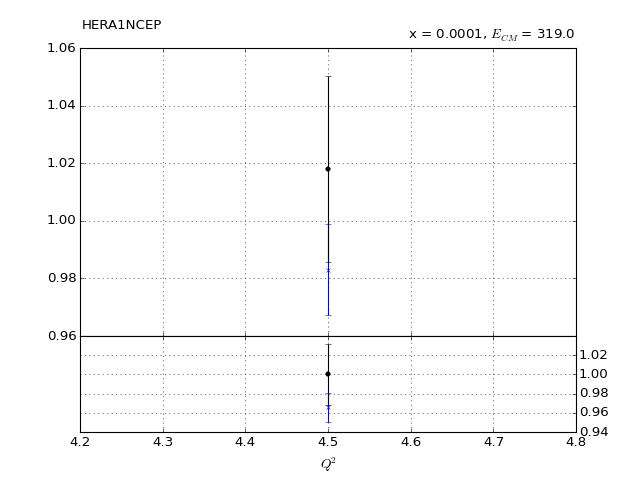 HERA1NCEP
x = 0.0001, E_CM = 319.0
1.06
1.04
1.02
1.00
0.98
0.96
1.02
1.00
0.98
0.96
0.94
4.2 4.3 4.4 4.5 4.6 4.7 4.8
Q²